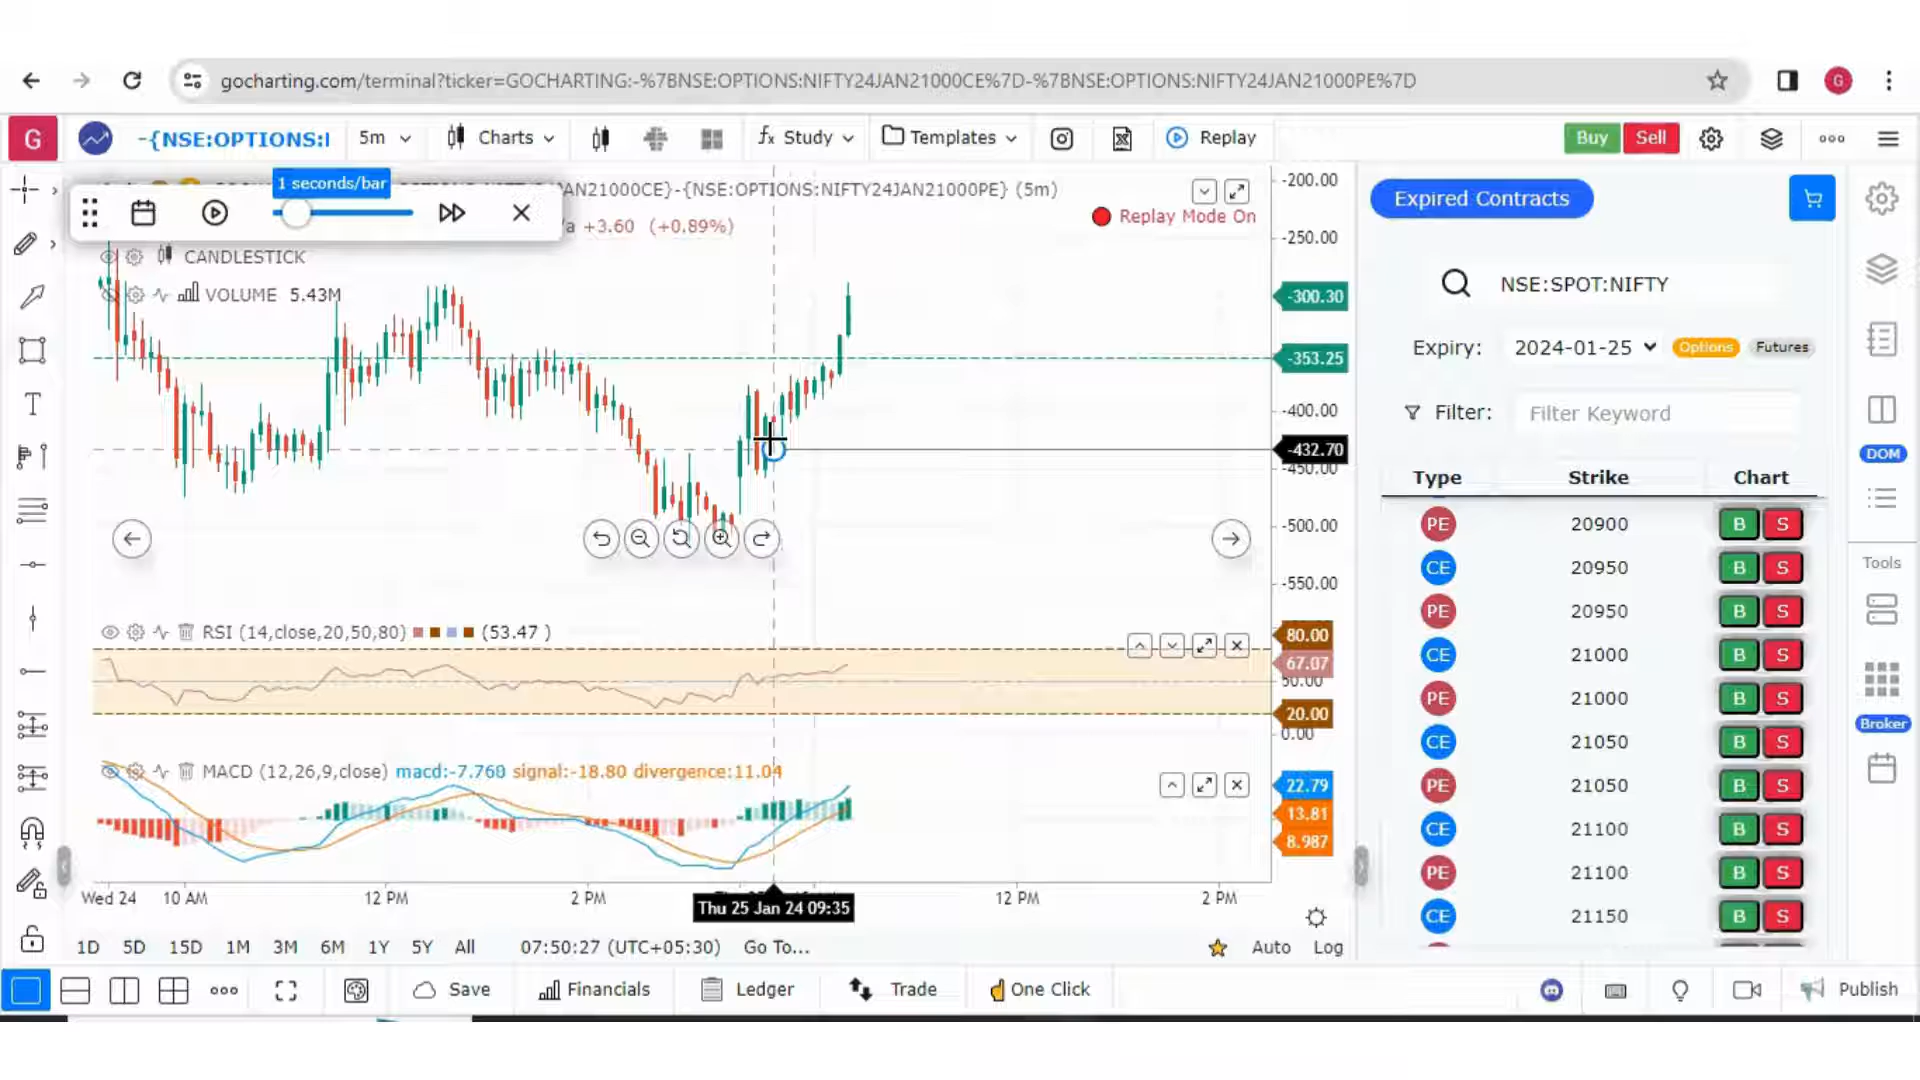 gocharting.com/terminal?ticker=GOCHARTING:-%7BNSE:OPTIONS:NIFTY24JAN21000CE%7D-%7BNSE:OPTIONS:NIFTY24JAN21000PE%7D
G
G
-{NSE:OPTIONS:I
5m
Charts
fx Study
Templates
Replay
Buy
Sell
1 seconds/bar
JAN21000CE}-{NSE:OPTIONS:NIFTY24JAN21000PE} (5m)
+3.60 (+0.89%)
Replay Mode On
CANDLESTICK
VOLUME 5.43M
-200.00
-250.00
-300.30
-353.25
-400.00
-432.70
-450.00
-500.00
-550.00
RSI (14,close,20,50,80) (53.47 )
80.00
67.07
50.00
20.00
0.00
MACD (12,26,9,close) macd:-7.760 signal:-18.80 divergence:11.04
22.79
13.81
8.987
Wed 24
10 AM
12 PM
2 PM
Thu 25 Jan 24 09:35
12 PM
2 PM
1D 5D 15D 1M 3M 6M 1Y 5Y All
07:50:27 (UTC+05:30)
Go To...
Auto
Log
Save
Financials
Ledger
Trade
One Click
Publish
Expired Contracts
NSE:SPOT:NIFTY
Expiry: 2024-01-25 Options Futures
Filter: Filter Keyword
Type Strike Chart
PE 20900 B S
CE 20950 B S
PE 20950 B S
CE 21000 B S
PE 21000 B S
CE 21050 B S
PE 21050 B S
CE 21100 B S
PE 21100 B S
CE 21150 B S
DOM
Tools
Broker
T